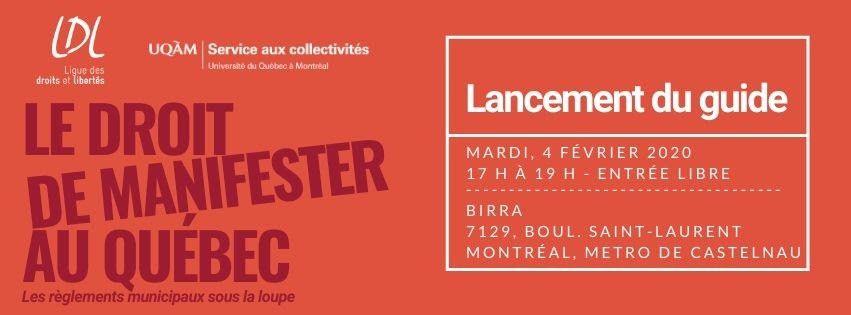 LDL
Ligue des
droits et libertés
UQÀM | Service aux collectivités
Université du Québec à Montréal
LE DROIT
DE MANIFESTER
AU QUÉBEC
Les règlements municipaux sous la loupe
Lancement du guide
MARDI, 4 FÉVRIER 2020
17 H À 19 H - ENTRÉE LIBRE
BIRRA
7129, BOUL. SAINT-LAURENT
MONTRÉAL, METRO DE CASTELNAU